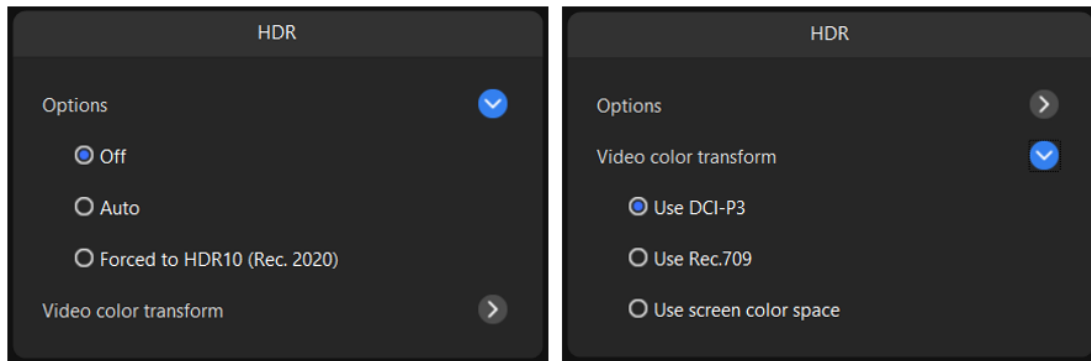 HDR
Options
Off
Auto
Forced to HDR10 (Rec. 2020)
Video color transform
HDR
Options
Video color transform
Use DCI-P3
Use Rec.709
Use screen color space